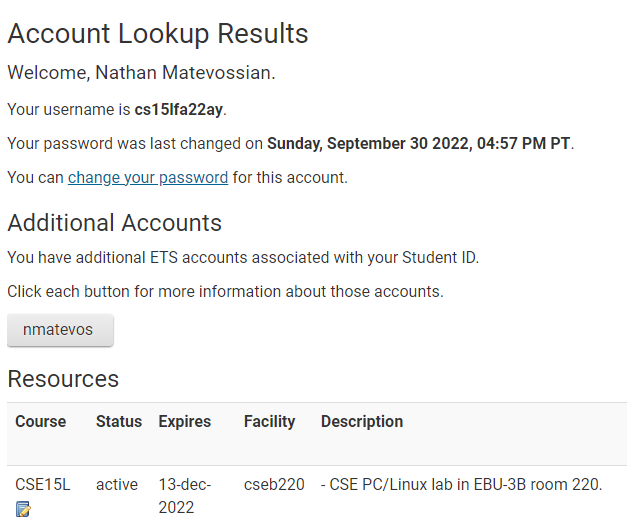 Account Lookup Results
Welcome, Nathan Matevossian.
Your username is cs15lfa22ay.
Your password was last changed on Sunday, September 30 2022, 04:57 PM PT.
You can change your password for this account.
Additional Accounts
You have additional ETS accounts associated with your Student ID.
Click each button for more information about those accounts.
nmatevos
Resources
Course Status Expires Facility Description
CSE15L active 13-dec- cseb220 - CSE PC/Linux lab in EBU-3B room 220.
2022